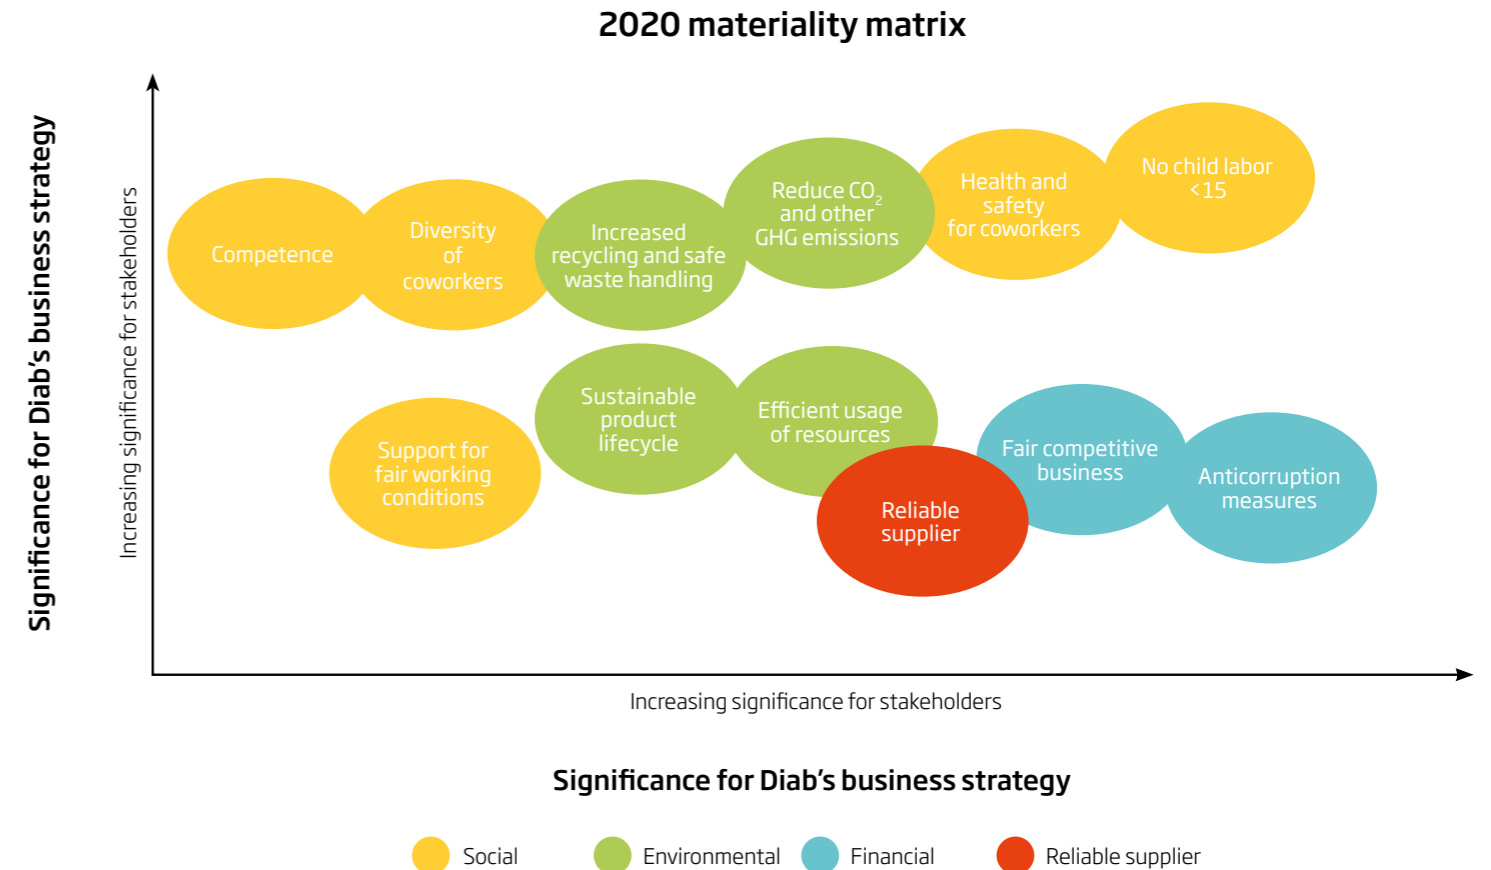 2020 materiality matrix
Significance for Diab's business strategy
Increasing significance for stakeholders
Competence
Diversity
of
coworkers
Increased
recycling and safe
waste handling
Reduce CO₂
and other
GHG emissions
Health and
safety
for coworkers
No child labor
<15
Support for
fair working
conditions
Sustainable
product
lifecycle
Efficient usage
of resources
Reliable
supplier
Fair competitive
business
Anticorruption
measures
Increasing significance for stakeholders
Significance for Diab's business strategy
Social
Environmental
Financial
Reliable supplier